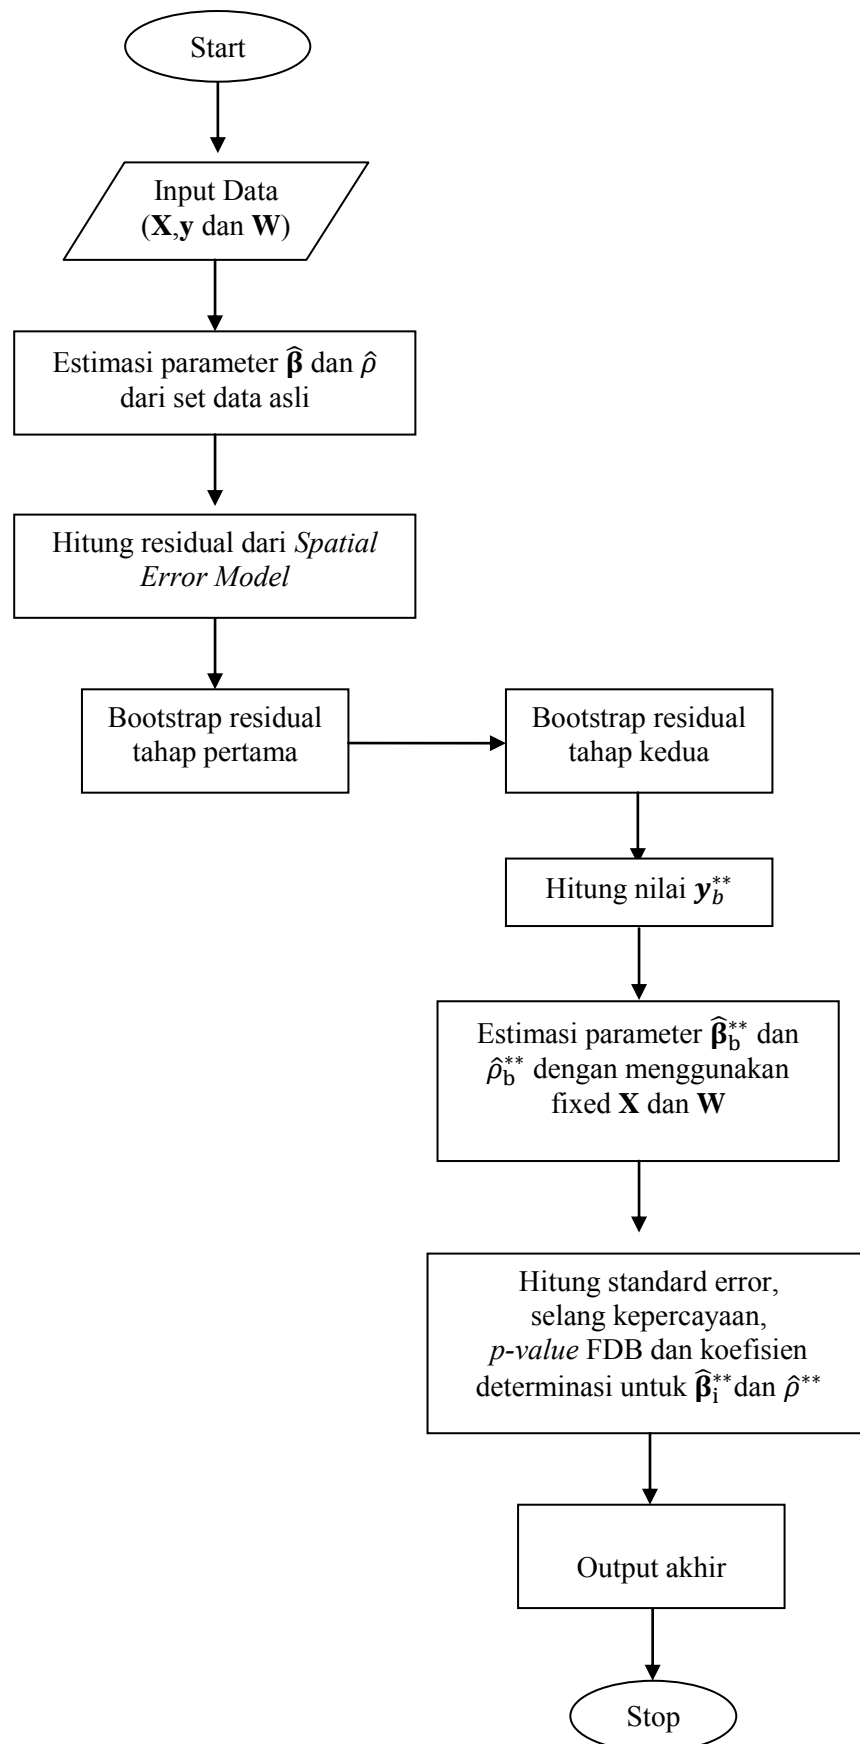 Start
Input Data
(X,y dan W)
Estimasi parameter β̂ dan ρ̂
dari set data asli
Hitung residual dari Spatial
Error Model
Bootstrap residual
tahap pertama
Bootstrap residual
tahap kedua
Hitung nilai y_b^**
Estimasi parameter β̂_b^** dan
ρ̂_b^** dengan menggunakan
fixed X dan W
Hitung standard error,
selang kepercayaan,
p-value FDB dan koefisien
determinasi untuk β̂_i^** dan ρ̂^**
Output akhir
Stop